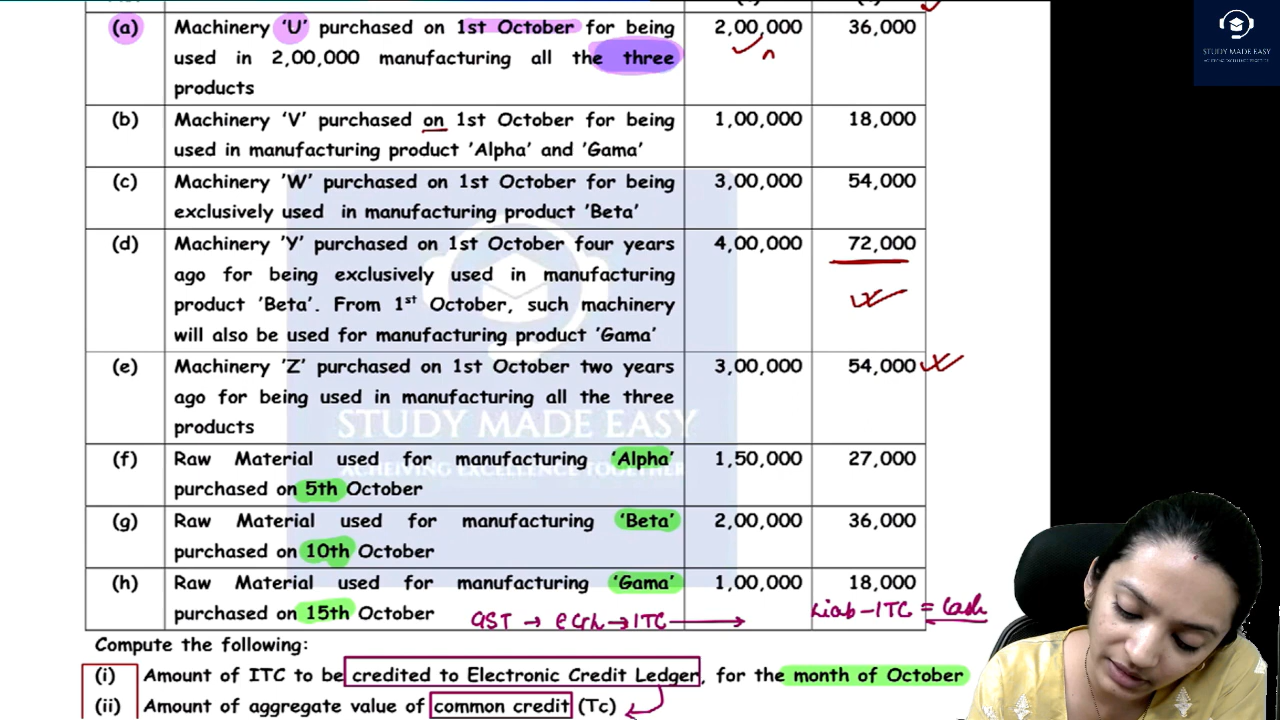 (a) Machinery 'U' purchased on 1st October for being 2,00,000 36,000
used in 2,00,000 manufacturing all the three
products
(b) Machinery 'V' purchased on 1st October for being 1,00,000 18,000
used in manufacturing product 'Alpha' and 'Gama'
(c) Machinery 'W' purchased on 1st October for being 3,00,000 54,000
exclusively used in manufacturing product 'Beta'
(d) Machinery 'Y' purchased on 1st October four years 4,00,000 72,000
ago for being exclusively used in manufacturing
product 'Beta'. From 1st October, such machinery
will also be used for manufacturing product 'Gama'
(e) Machinery 'Z' purchased on 1st October two years 3,00,000 54,000
ago for being used in manufacturing all the three
products
STUDY MADE EASY
(f) Raw Material used for manufacturing 'Alpha' 1,50,000 27,000
ACHEIVING EXCELLENCE TOGETHER
purchased on 5th October
(g) Raw Material used for manufacturing 'Beta' 2,00,000 36,000
purchased on 10th October
(h) Raw Material used for manufacturing 'Gama' 1,00,000 18,000
purchased on 15th October
GST → ECrL → ITC → Liab - ITC = Cash
Compute the following:
(i) Amount of ITC to be credited to Electronic Credit Ledger, for the month of October
(ii) Amount of aggregate value of common credit (Tc)
STUDY MADE EASY